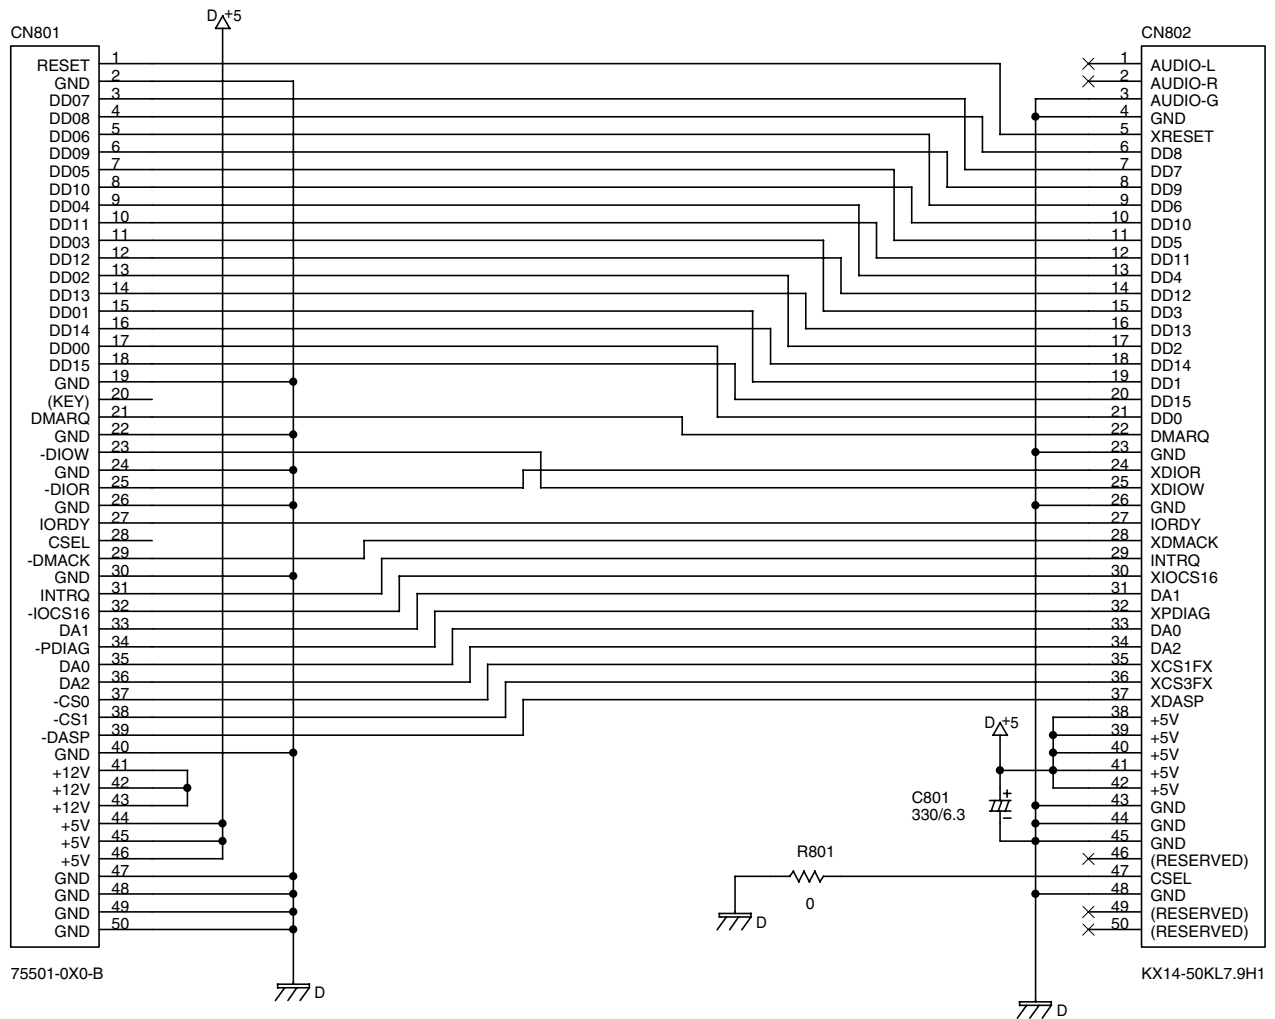 D +5
CN801
CN802
RESET 1
GND 2
DD07 3
DD08 4
DD06 5
DD09 6
DD05 7
DD10 8
DD04 9
DD11 10
DD03 11
DD12 12
DD02 13
DD13 14
DD01 15
DD14 16
DD00 17
DD15 18
GND 19
(KEY) 20
DMARQ 21
GND 22
-DIOW 23
GND 24
-DIOR 25
GND 26
IORDY 27
CSEL 28
-DMACK 29
GND 30
INTRQ 31
-IOCS16 32
DA1 33
-PDIAG 34
DA0 35
DA2 36
-CS0 37
-CS1 38
-DASP 39
GND 40
+12V 41
+12V 42
+12V 43
+5V 44
+5V 45
+5V 46
GND 47
GND 48
GND 49
GND 50
75501-0X0-B
D
1 AUDIO-L
2 AUDIO-R
3 AUDIO-G
4 GND
5 XRESET
6 DD8
7 DD7
8 DD9
9 DD6
10 DD10
11 DD5
12 DD11
13 DD4
14 DD12
15 DD3
16 DD13
17 DD2
18 DD14
19 DD1
20 DD15
21 DD0
22 DMARQ
23 GND
24 XDIOR
25 XDIOW
26 GND
27 IORDY
28 XDMACK
29 INTRQ
30 XIOCS16
31 DA1
32 XPDIAG
33 DA0
34 DA2
35 XCS1FX
36 XCS3FX
37 XDASP
38 +5V
39 +5V
40 +5V
41 +5V
42 +5V
43 GND
44 GND
45 GND
46 (RESERVED)
47 CSEL
48 GND
49 (RESERVED)
50 (RESERVED)
KX14-50KL7.9H1
D +5
C801
330/6.3
+
−
R801
0
D
D